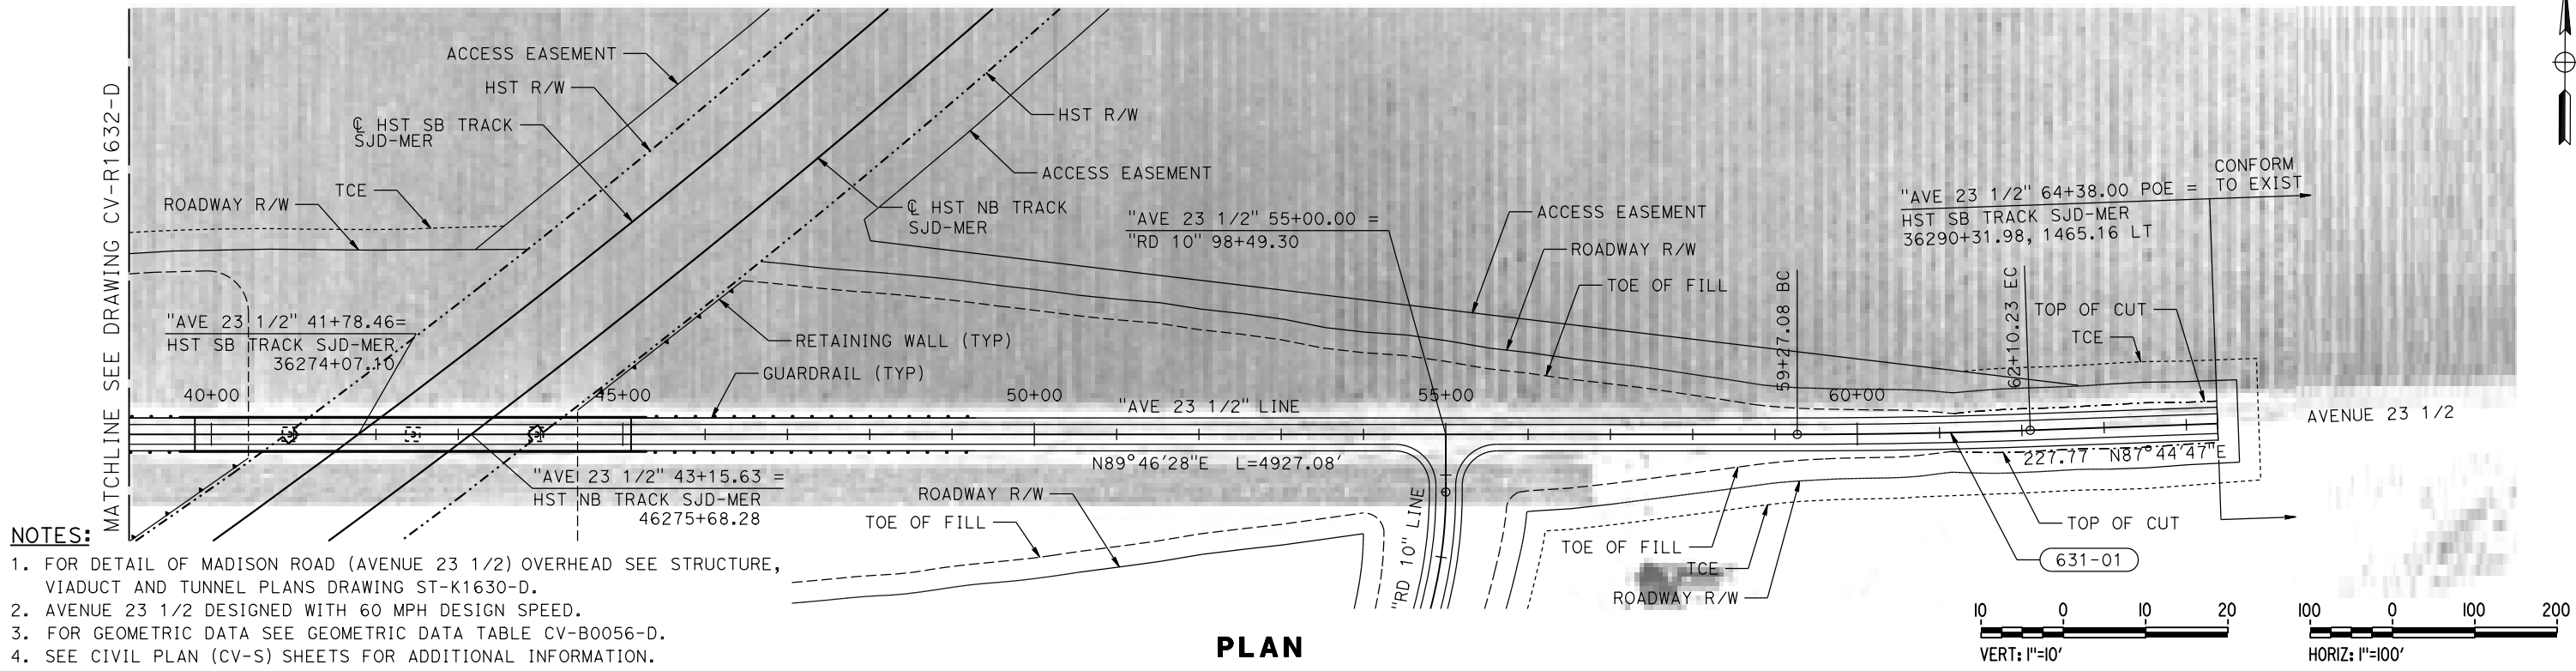 MATCHLINE SEE DRAWING CV-R1632-D
ACCESS EASEMENT
HST R/W
℄ HST SB TRACK
SJD-MER
TCE
ROADWAY R/W
HST R/W
ACCESS EASEMENT
℄ HST NB TRACK
SJD-MER
"AVE 23 1/2" 55+00.00 =
"RD 10" 98+49.30
ACCESS EASEMENT
ROADWAY R/W
TOE OF FILL
CONFORM
TO EXIST
"AVE 23 1/2" 64+38.00 POE =
HST SB TRACK SJD-MER
36290+31.98, 1465.16 LT
59+27.08 BC
62+10.23 EC
TOP OF CUT
TCE
"AVE 23 1/2" 41+78.46=
HST SB TRACK SJD-MER
36274+07.10
RETAINING WALL (TYP)
GUARDRAIL (TYP)
40+00
45+00
50+00
55+00
60+00
"AVE 23 1/2" LINE
AVENUE 23 1/2
N89°46'28"E L=4927.08'
227.77 N87°44'47"E
"AVE 23 1/2" 43+15.63 =
HST NB TRACK SJD-MER
46275+68.28
ROADWAY R/W
TOE OF FILL
"RD 10" LINE
TOE OF FILL
TCE
ROADWAY R/W
TOP OF CUT
631-01
NOTES:
1. FOR DETAIL OF MADISON ROAD (AVENUE 23 1/2) OVERHEAD SEE STRUCTURE,
VIADUCT AND TUNNEL PLANS DRAWING ST-K1630-D.
2. AVENUE 23 1/2 DESIGNED WITH 60 MPH DESIGN SPEED.
3. FOR GEOMETRIC DATA SEE GEOMETRIC DATA TABLE CV-B0056-D.
4. SEE CIVIL PLAN (CV-S) SHEETS FOR ADDITIONAL INFORMATION.
PLAN
10 0 10 20
VERT: 1"=10'
100 0 100 200
HORIZ: 1"=100'